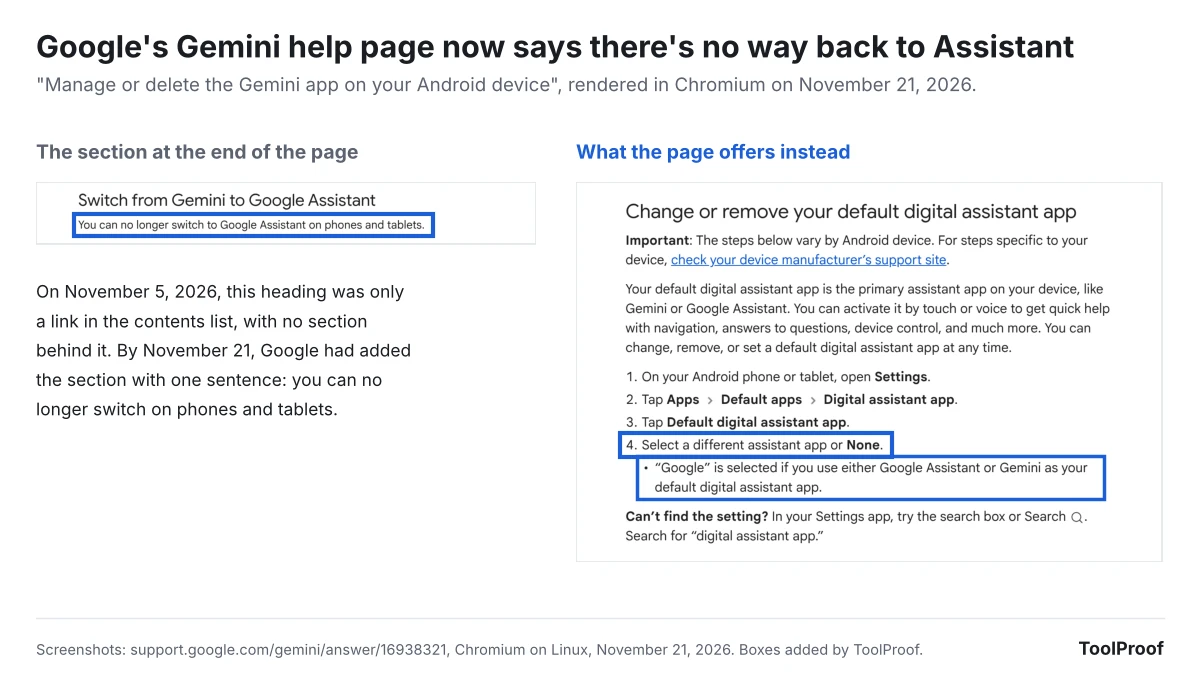 Google's Gemini help page now says there's no way back to Assistant
"Manage or delete the Gemini app on your Android device", rendered in Chromium on November 21, 2026.
The section at the end of the page
Switch from Gemini to Google Assistant
You can no longer switch to Google Assistant on phones and tablets.
On November 5, 2026, this heading was only
a link in the contents list, with no section
behind it. By November 21, Google had added
the section with one sentence: you can no
longer switch on phones and tablets.
What the page offers instead
Change or remove your default digital assistant app
Important: The steps below vary by Android device. For steps specific to your
device, check your device manufacturer’s support site.
Your default digital assistant app is the primary assistant app on your device, like
Gemini or Google Assistant. You can activate it by touch or voice to get quick help
with navigation, answers to questions, device control, and much more. You can
change, remove, or set a default digital assistant app at any time.
1. On your Android phone or tablet, open Settings.
2. Tap Apps > Default apps > Digital assistant app.
3. Tap Default digital assistant app.
4. Select a different assistant app or None.
• “Google” is selected if you use either Google Assistant or Gemini as your
default digital assistant app.
Can’t find the setting? In your Settings app, try the search box or Search .
Search for “digital assistant app.”
Screenshots: support.google.com/gemini/answer/16938321, Chromium on Linux, November 21, 2026. Boxes added by ToolProof.
ToolProof